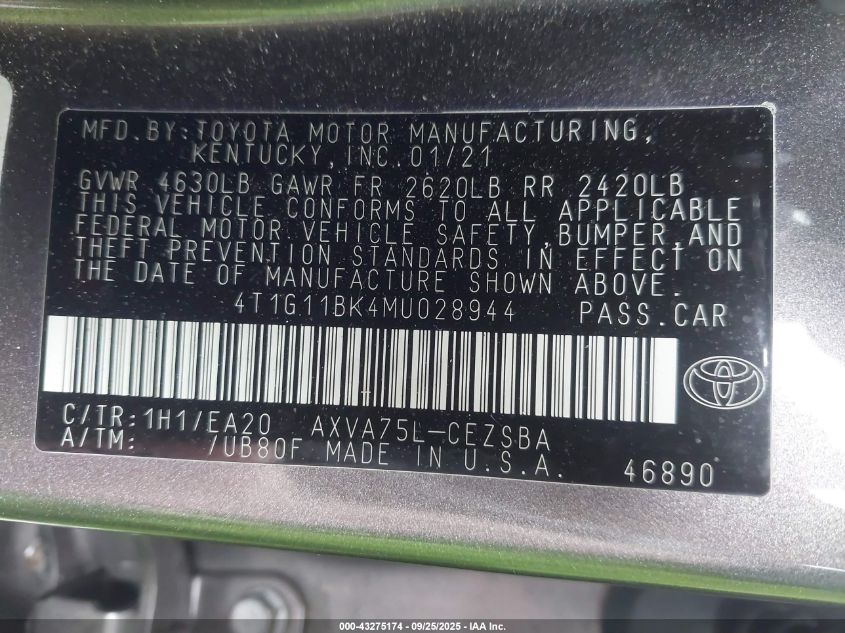 MFD. BY: TOYOTA MOTOR MANUFACTURING,
KENTUCKY, INC. 01/21
GVWR 4630LB GAWR FR 2620LB RR 2420LB
THIS VEHICLE CONFORMS TO ALL APPLICABLE
FEDERAL MOTOR VEHICLE SAFETY, BUMPER, AND
THEFT PREVENTION STANDARDS IN EFFECT ON
THE DATE OF MANUFACTURE SHOWN ABOVE.
4T1G11BK4MU028944 PASS. CAR
C/TR: 1H1/EA20 AXVA75L-CEZSBA
A/TM: /UB80F MADE IN U.S.A. 46890
000-43275174 - 09/25/2025 - IAA Inc.